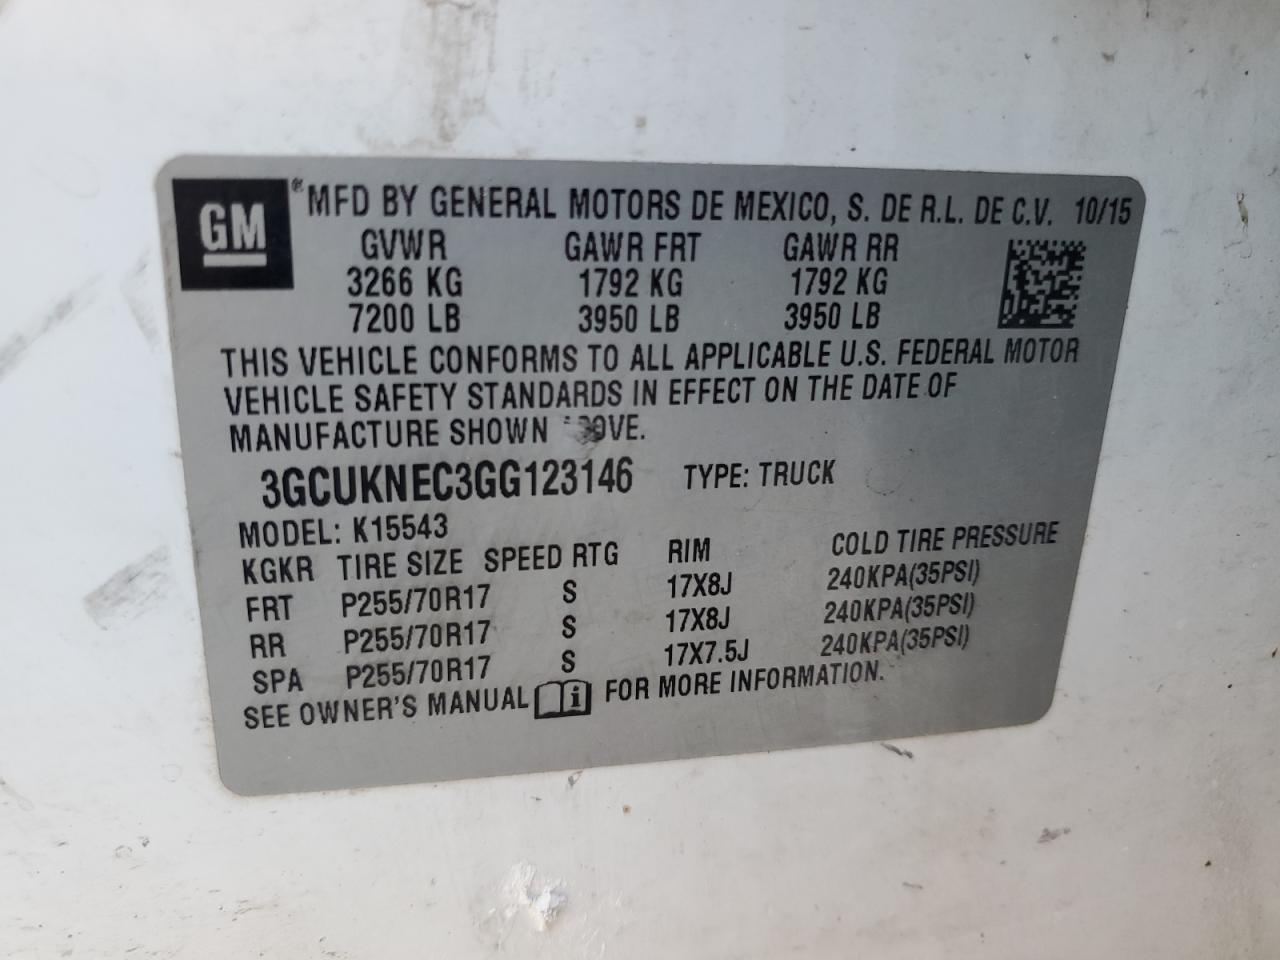 GM ® MFD BY GENERAL MOTORS DE MEXICO, S. DE R.L. DE C.V. 10/15
GVWR GAWR FRT GAWR RR
3266 KG 1792 KG 1792 KG
7200 LB 3950 LB 3950 LB
THIS VEHICLE CONFORMS TO ALL APPLICABLE U.S. FEDERAL MOTOR
VEHICLE SAFETY STANDARDS IN EFFECT ON THE DATE OF
MANUFACTURE SHOWN
3GCUKNEC3GG123146 TYPE: TRUCK
MODEL: K15543
KGKR TIRE SIZE SPEED RTG RIM COLD TIRE PRESSURE
FRT P255/70R17 S 17X8J 240KPA(35PSI)
RR P255/70R17 S 17X8J 240KPA(35PSI)
SPA P255/70R17 S 17X7.5J 240KPA(35PSI)
SEE OWNER'S MANUAL i FOR MORE INFORMATION.